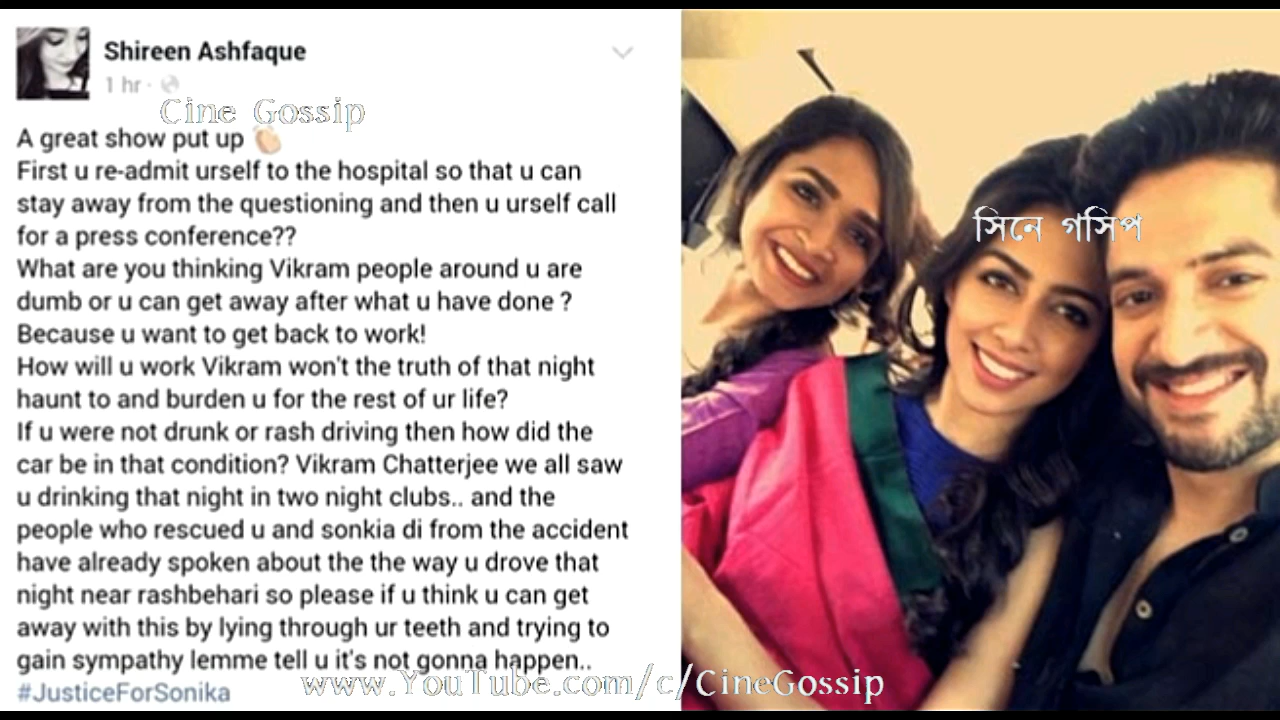 Shireen Ashfaque
1 hr ·
Cine Gossip
A great show put up 👏🏻
First u re-admit urself to the hospital so that u can
stay away from the questioning and then u urself call
for a press conference??
What are you thinking Vikram people around u are
dumb or u can get away after what u have done ?
Because u want to get back to work!
How will u work Vikram won't the truth of that night
haunt to and burden u for the rest of ur life?
If u were not drunk or rash driving then how did the
car be in that condition? Vikram Chatterjee we all saw
u drinking that night in two night clubs.. and the
people who rescued u and sonkia di from the accident
have already spoken about the the way u drove that
night near rashbehari so please if u think u can get
away with this by lying through ur teeth and trying to
gain sympathy lemme tell u it's not gonna happen..
#JusticeForSonika
www.YouTube.com/c/CineGossip
সিনে গসিপ